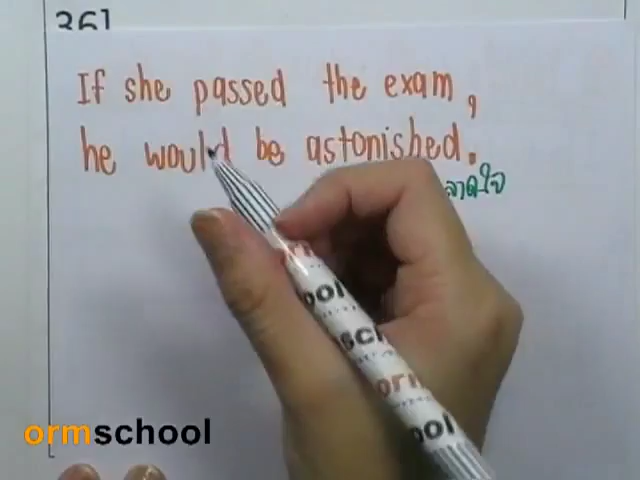 361
If she passed the exam,
he would be astonished.
ormschool